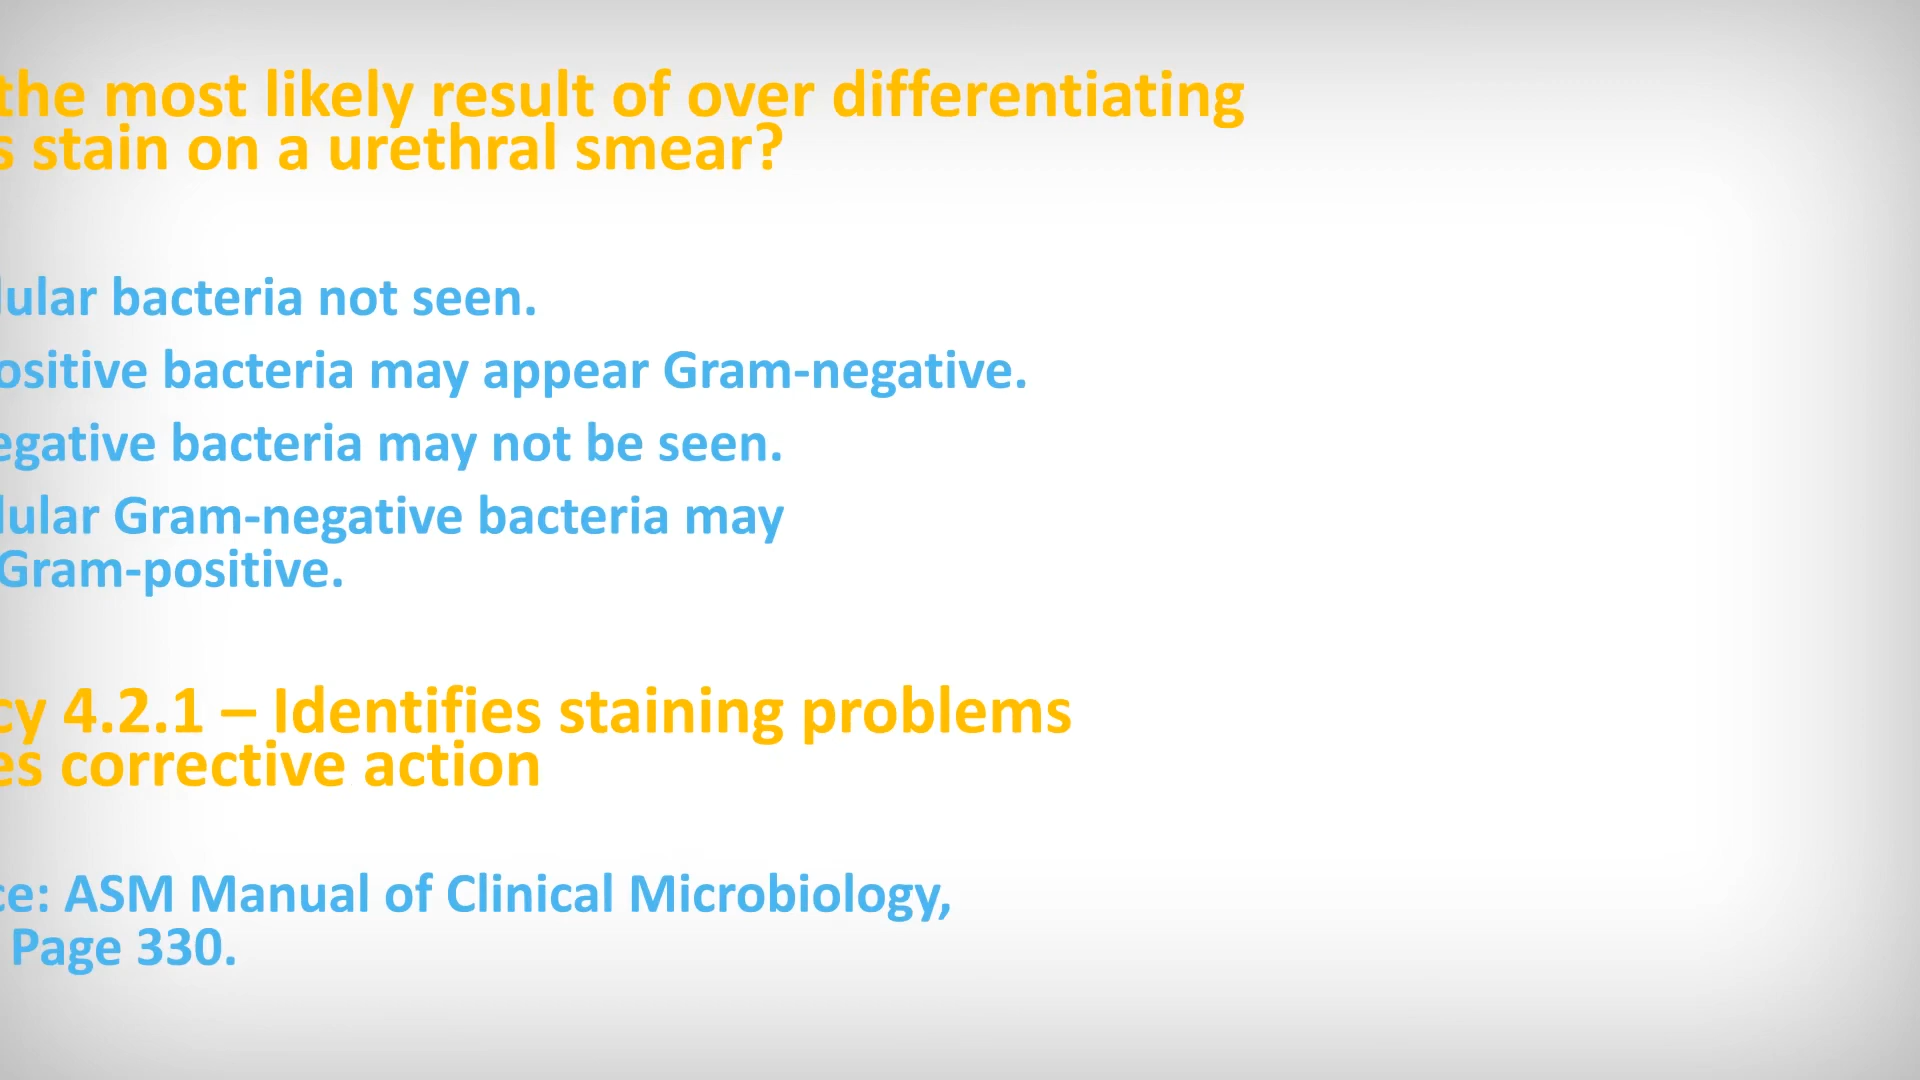 the most likely result of over differentiating
s stain on a urethral smear?
lular bacteria not seen.
ositive bacteria may appear Gram-negative.
egative bacteria may not be seen.
lular Gram-negative bacteria may
Gram-positive.
cy 4.2.1 – Identifies staining problems
es corrective action
ce: ASM Manual of Clinical Microbiology,
Page 330.